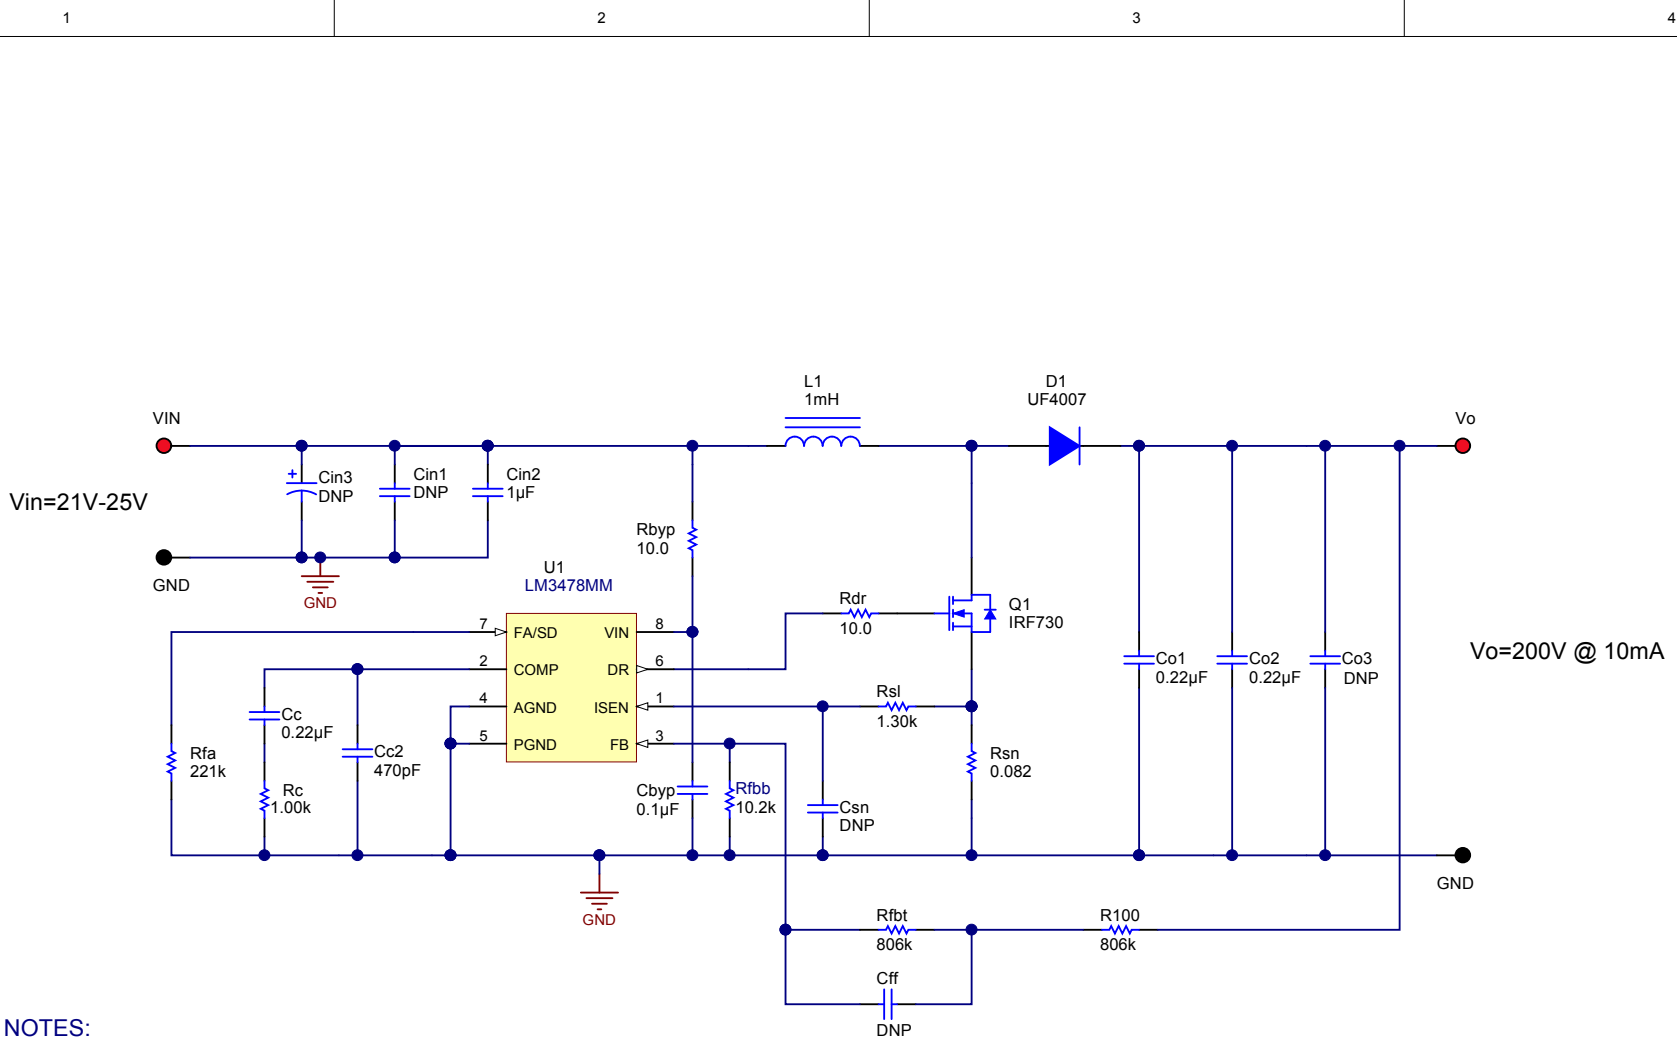 1 2 3 4
L1
1mH
D1
UF4007
VIN
Vo
Cin3
DNP
Cin1
DNP
Cin2
1µF
Vin=21V-25V
Rbyp
10.0
GND
GND
U1
LM3478MM
Rdr
10.0
Q1
IRF730
7 FA/SD VIN 8
2 COMP DR 6
4 AGND ISEN 1
5 PGND FB 3
Vo=200V @ 10mA
Co1
0.22µF
Co2
0.22µF
Co3
DNP
Rsl
1.30k
Cc
0.22µF
Rfa
221k
Cc2
470pF
Rc
1.00k
Rsn
0.082
Cbyp
0.1µF
Rfbb
10.2k
Csn
DNP
GND
GND
Rfbt
806k
R100
806k
Cff
DNP
NOTES: